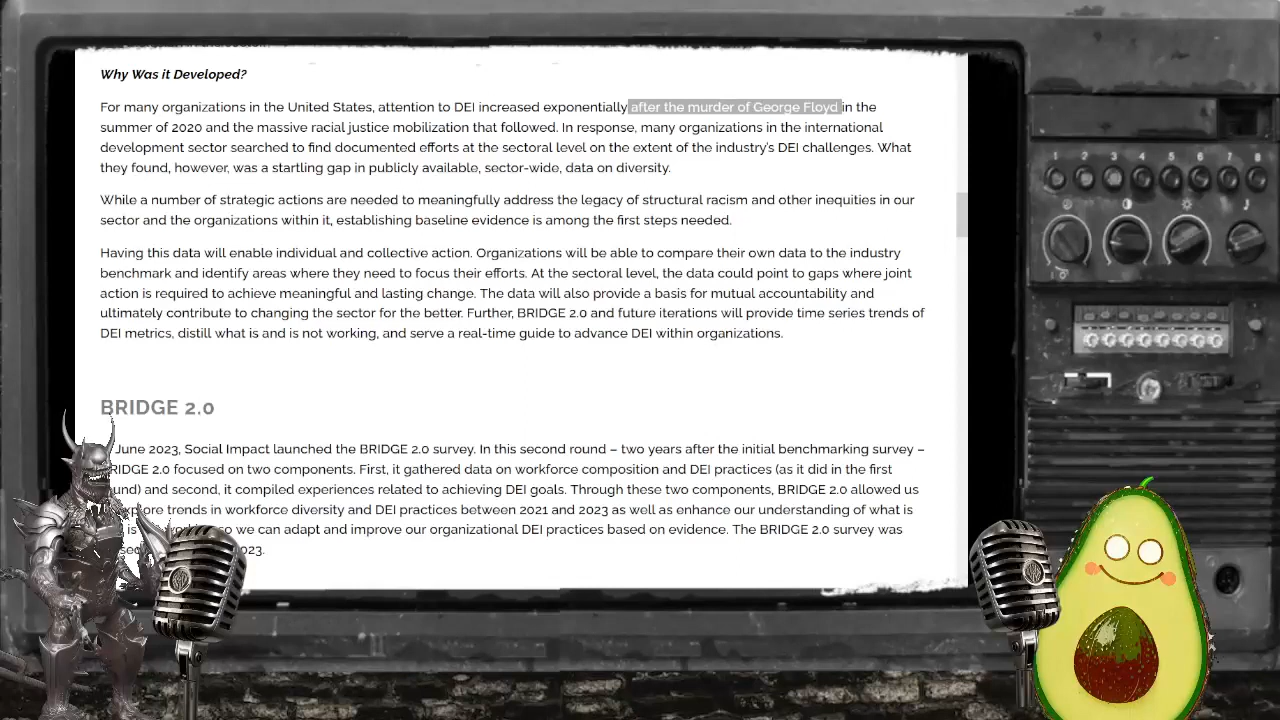 Why Was it Developed?
For many organizations in the United States, attention to DEI increased exponentially after the murder of George Floyd in the
summer of 2020 and the massive racial justice mobilization that followed. In response, many organizations in the international
development sector searched to find documented efforts at the sectoral level on the extent of the industry's DEI challenges. What
they found, however, was a startling gap in publicly available, sector-wide, data on diversity.
While a number of strategic actions are needed to meaningfully address the legacy of structural racism and other inequities in our
sector and the organizations within it, establishing baseline evidence is among the first steps needed.
Having this data will enable individual and collective action. Organizations will be able to compare their own data to the industry
benchmark and identify areas where they need to focus their efforts. At the sectoral level, the data could point to gaps where joint
action is required to achieve meaningful and lasting change. The data will also provide a basis for mutual accountability and
ultimately contribute to changing the sector for the better. Further, BRIDGE 2.0 and future iterations will provide time series trends of
DEI metrics, distill what is and is not working, and serve a real-time guide to advance DEI within organizations.
BRIDGE 2.0
June 2023, Social Impact launched the BRIDGE 2.0 survey. In this second round – two years after the initial benchmarking survey –
RIDGE 2.0 focused on two components. First, it gathered data on workforce composition and DEI practices (as it did in the first
und) and second, it compiled experiences related to achieving DEI goals. Through these two components, BRIDGE 2.0 allowed us
plore trends in workforce diversity and DEI practices between 2021 and 2023 as well as enhance our understanding of what is
is so we can adapt and improve our organizational DEI practices based on evidence. The BRIDGE 2.0 survey was
023.
1 2 3 4 5 6 7 8